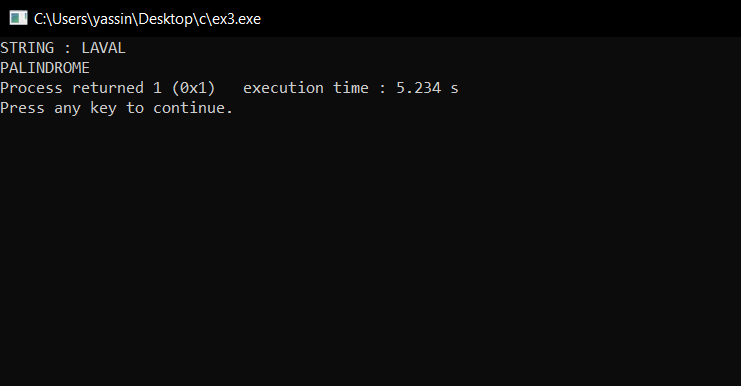 C:\Users\yassin\Desktop\c\ex3.exe
STRING : LAVAL
PALINDROME
Process returned 1 (0x1)   execution time : 5.234 s
Press any key to continue.